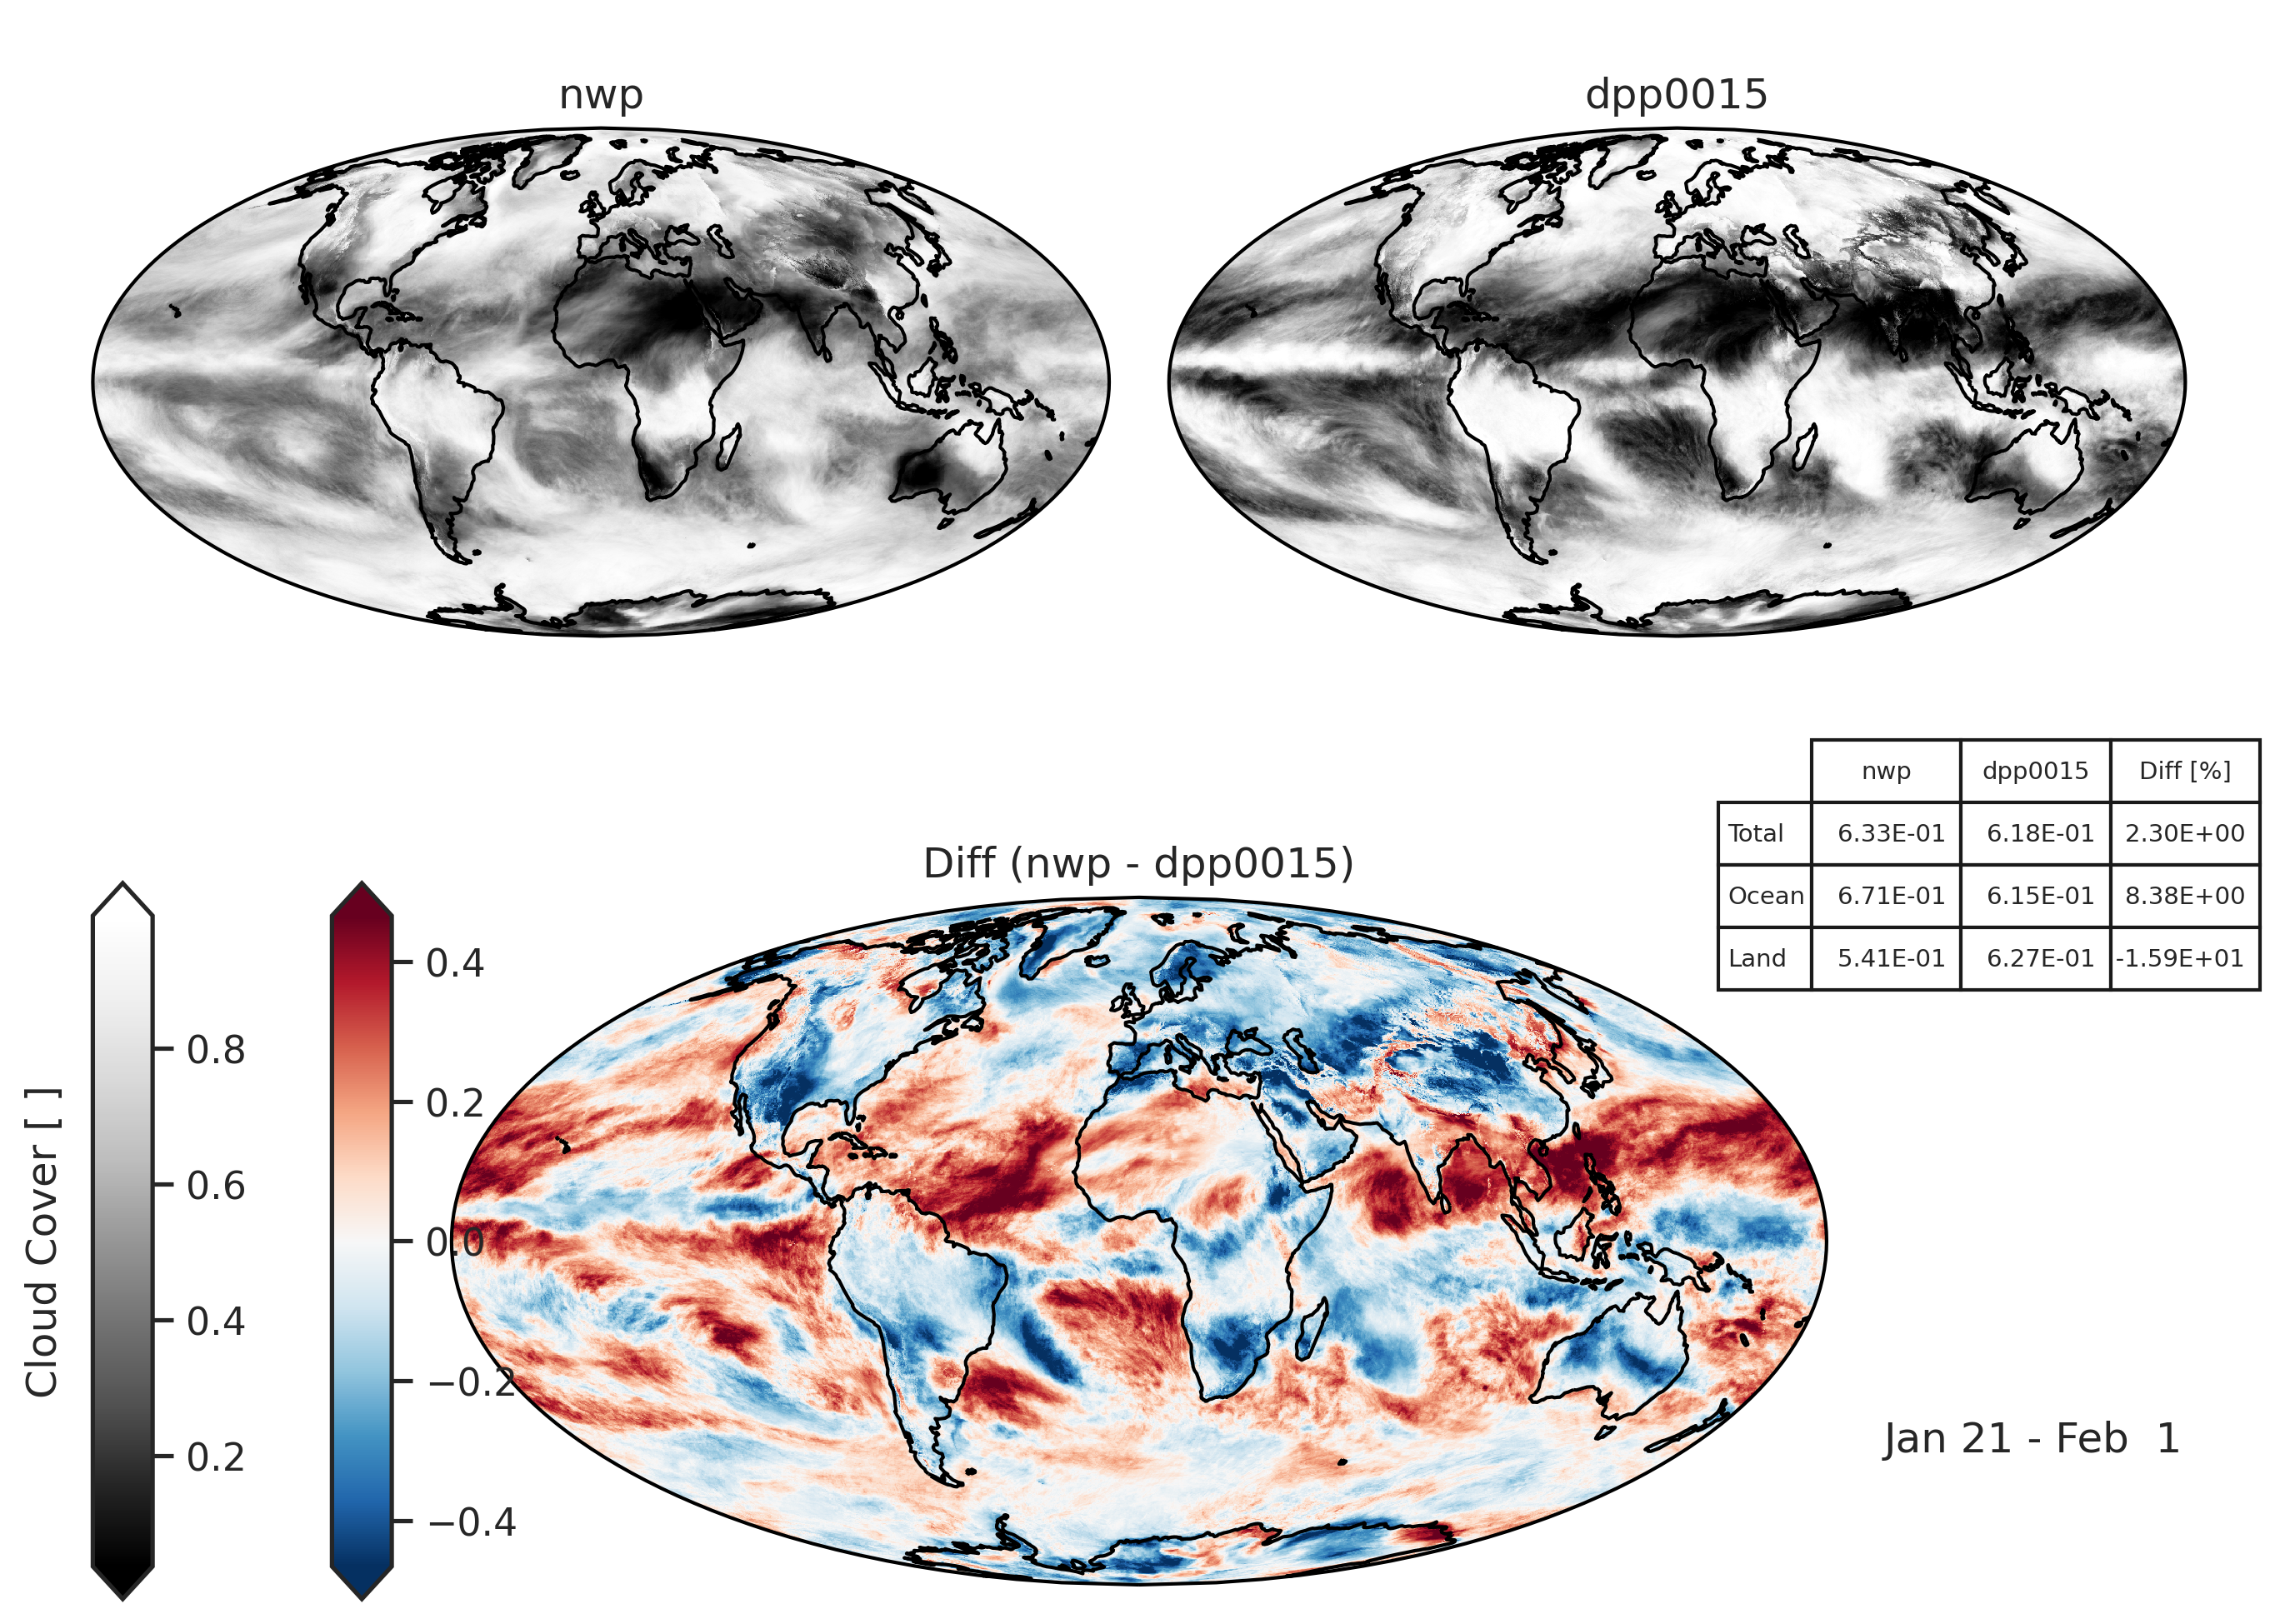 nwp
dpp0015
nwp dpp0015 Diff [%]
Total 6.33E-01 6.18E-01 2.30E+00
Ocean 6.71E-01 6.15E-01 8.38E+00
Land 5.41E-01 6.27E-01 -1.59E+01
Diff (nwp - dpp0015)
Cloud Cover [ ]
0.8
0.6
0.4
0.2
0.4
0.2
0.0
−0.2
−0.4
Jan 21 - Feb  1